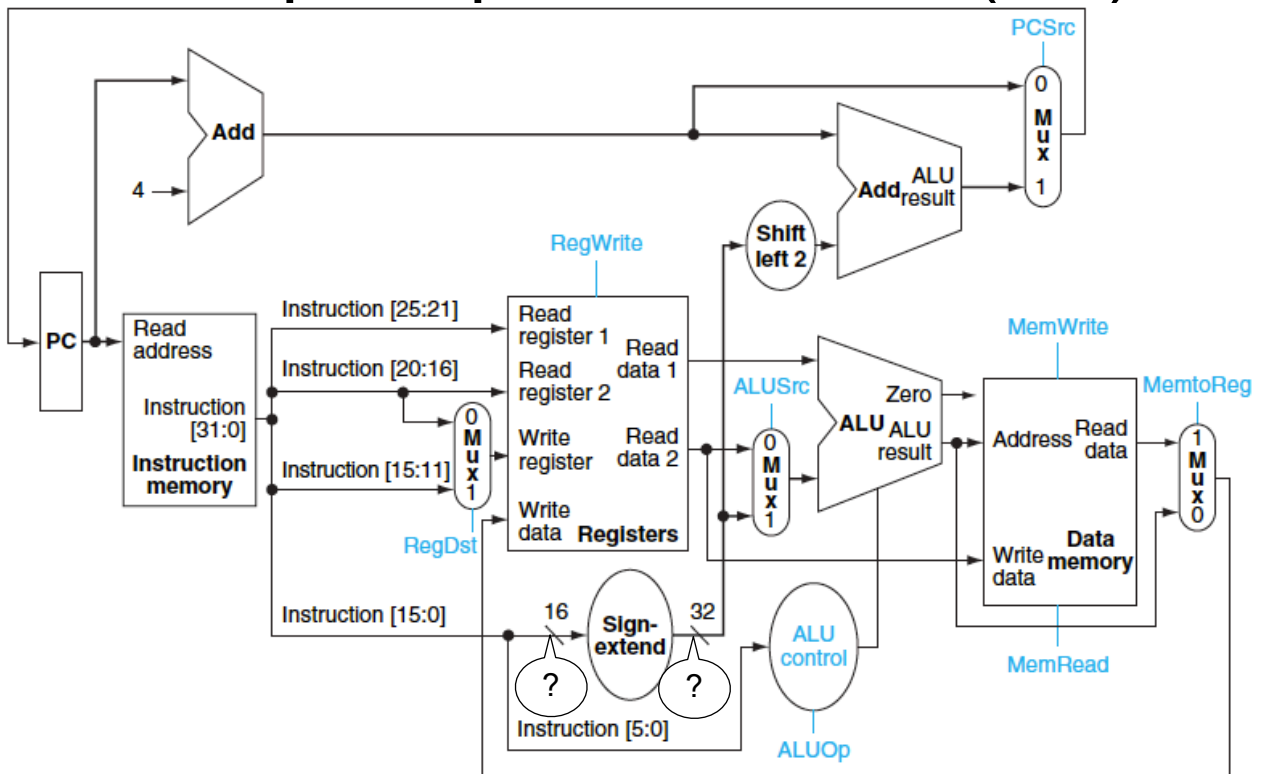 PCSrc
0
M
u
x
1
Add
4
Add
ALU
result
Shift
left 2
RegWrite
PC
Read
address
Instruction
[31:0]
Instruction
memory
Instruction [25:21]
Instruction [20:16]
Instruction [15:11]
0
M
u
x
1
RegDst
Read
register 1
Read
register 2
Write
register
Write
data
Read
data 1
Read
data 2
Registers
ALUSrc
0
M
u
x
1
Zero
ALU
ALU
result
MemWrite
Address
Read
data
Write
data
Data
memory
MemRead
MemtoReg
1
M
u
x
0
Instruction [15:0]
16
Sign-
extend
32
?
?
Instruction [5:0]
ALU
control
ALUOp